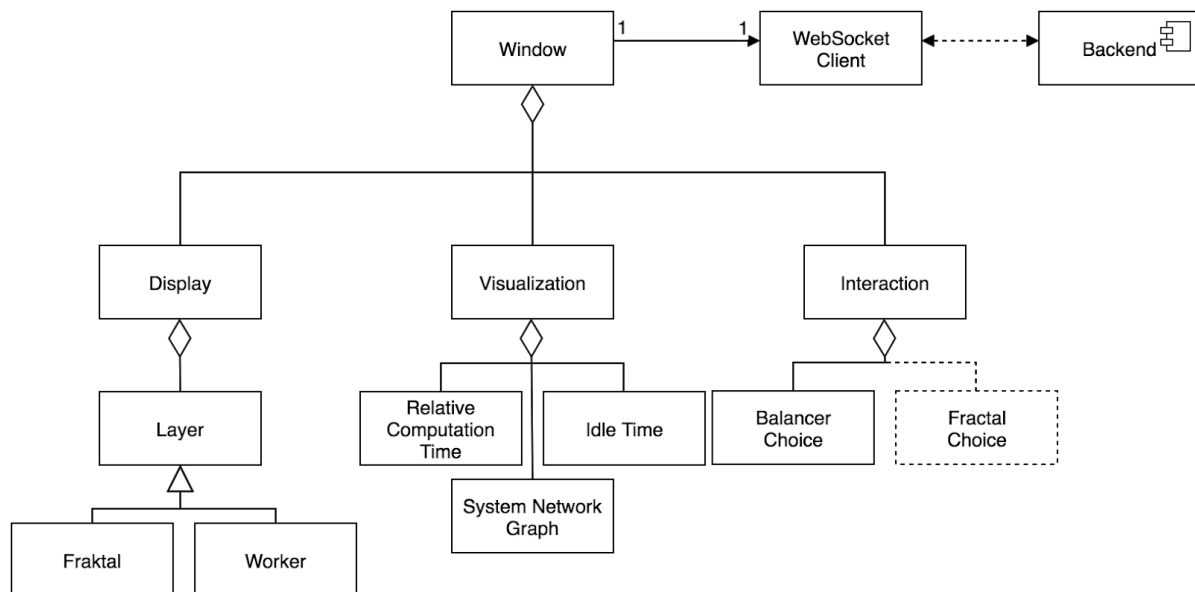 Window
1
1
WebSocket
Client
Backend
Display
Visualization
Interaction
Layer
Relative
Computation
Time
Idle Time
Balancer
Choice
Fractal
Choice
System Network
Graph
Fraktal
Worker